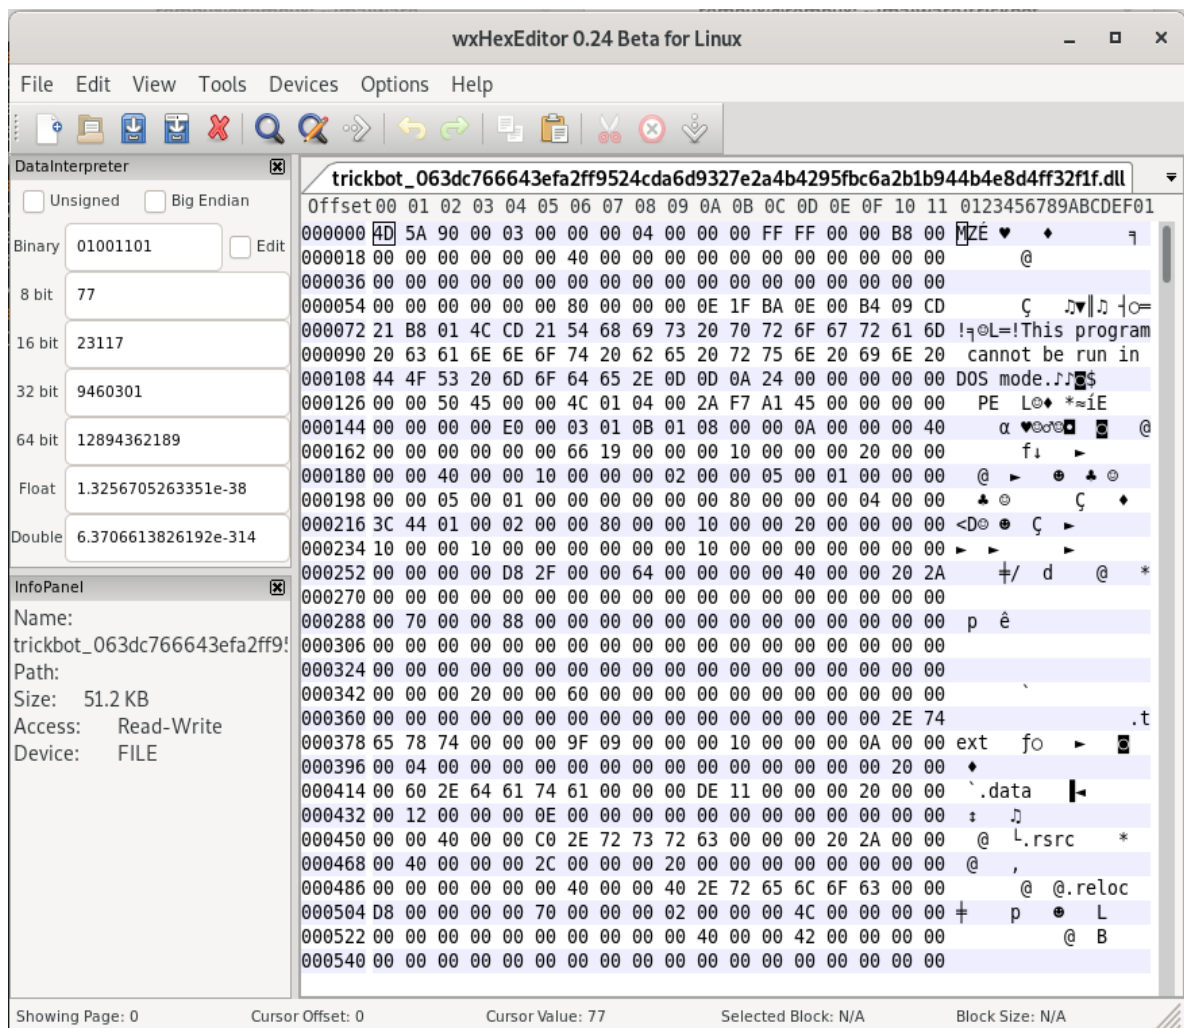 wxHexEditor 0.24 Beta for Linux
File Edit View Tools Devices Options Help
DataInterpreter
Unsigned Big Endian
Binary 01001101 Edit
8 bit 77
16 bit 23117
32 bit 9460301
64 bit 12894362189
Float 1.3256705263351e-38
Double 6.3706613826192e-314
InfoPanel
Name:
trickbot_063dc766643efa2ff95
Path:
Size: 51.2 KB
Access: Read-Write
Device: FILE
trickbot_063dc766643efa2ff9524cda6d9327e2a4b4295fbc6a2b1b944b4e8d4ff32f1f.dll
Offset 00 01 02 03 04 05 06 07 08 09 0A 0B 0C 0D 0E 0F 10 11 0123456789ABCDEF01
000000 4D 5A 90 00 03 00 00 00 04 00 00 00 FF FF 00 00 B8 00 MZÉ ♥ ♦ ╕
000018 00 00 00 00 00 00 40 00 00 00 00 00 00 00 00 00 00 00 @
000036 00 00 00 00 00 00 00 00 00 00 00 00 00 00 00 00 00 00
000054 00 00 00 00 00 00 80 00 00 00 0E 1F BA 0E 00 B4 09 CD Ç ♫▼║♫ ┤○═
000072 21 B8 01 4C CD 21 54 68 69 73 20 70 72 6F 67 72 61 6D !╕☺L═!This program
000090 20 63 61 6E 6E 6F 74 20 62 65 20 72 75 6E 20 69 6E 20 cannot be run in
000108 44 4F 53 20 6D 6F 64 65 2E 0D 0D 0A 24 00 00 00 00 00 DOS mode.♪♪◙$
000126 00 00 50 45 00 00 4C 01 04 00 2A F7 A1 45 00 00 00 00 PE L☺♦ *≈íE
000144 00 00 00 00 E0 00 03 01 0B 01 08 00 00 0A 00 00 00 40 α ♥☺♂☺◘ ◙ @
000162 00 00 00 00 00 00 66 19 00 00 00 10 00 00 00 20 00 00 f↓ ►
000180 00 00 40 00 00 10 00 00 00 02 00 00 05 00 01 00 00 00 @ ► ☻ ♣ ☺
000198 00 00 05 00 01 00 00 00 00 00 00 80 00 00 00 04 00 00 ♣ ☺ Ç ♦
000216 3C 44 01 00 02 00 00 80 00 00 10 00 00 20 00 00 00 00 <D☺ ☻ Ç ►
000234 10 00 00 10 00 00 00 00 00 00 10 00 00 00 00 00 00 00 ► ► ►
000252 00 00 00 00 D8 2F 00 00 64 00 00 00 00 40 00 00 20 2A ╪/ d @ *
000270 00 00 00 00 00 00 00 00 00 00 00 00 00 00 00 00 00 00
000288 00 70 00 00 88 00 00 00 00 00 00 00 00 00 00 00 00 00 p ê
000306 00 00 00 00 00 00 00 00 00 00 00 00 00 00 00 00 00 00
000324 00 00 00 00 00 00 00 00 00 00 00 00 00 00 00 00 00 00
000342 00 00 00 20 00 00 60 00 00 00 00 00 00 00 00 00 00 00 `
000360 00 00 00 00 00 00 00 00 00 00 00 00 00 00 00 00 2E 74 .t
000378 65 78 74 00 00 00 9F 09 00 00 00 10 00 00 00 0A 00 00 ext ƒ○ ► ◙
000396 00 04 00 00 00 00 00 00 00 00 00 00 00 00 00 00 20 00 ♦
000414 00 60 2E 64 61 74 61 00 00 00 DE 11 00 00 00 20 00 00 `.data ▐◄
000432 00 12 00 00 00 0E 00 00 00 00 00 00 00 00 00 00 00 00 ↕ ♫
000450 00 00 40 00 00 C0 2E 72 73 72 63 00 00 00 20 2A 00 00 @ └.rsrc *
000468 00 40 00 00 00 2C 00 00 00 20 00 00 00 00 00 00 00 00 @ ,
000486 00 00 00 00 00 00 40 00 00 40 2E 72 65 6C 6F 63 00 00 @ @.reloc
000504 D8 00 00 00 00 70 00 00 00 02 00 00 00 4C 00 00 00 00 ╪ p ☻ L
000522 00 00 00 00 00 00 00 00 00 00 40 00 00 42 00 00 00 00 @ B
000540 00 00 00 00 00 00 00 00 00 00 00 00 00 00 00 00 00 00
Showing Page: 0 Cursor Offset: 0 Cursor Value: 77 Selected Block: N/A Block Size: N/A